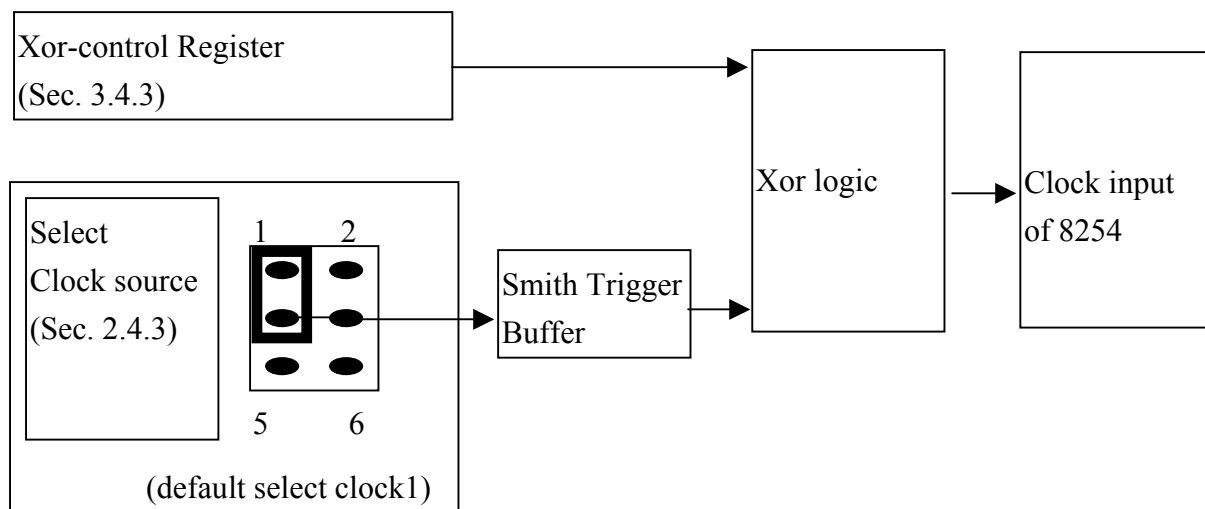 Xor-control Register
(Sec. 3.4.3)
Xor logic
Clock input
of 8254
Select
Clock source
(Sec. 2.4.3)
1 2
5 6
(default select clock1)
Smith Trigger
Buffer